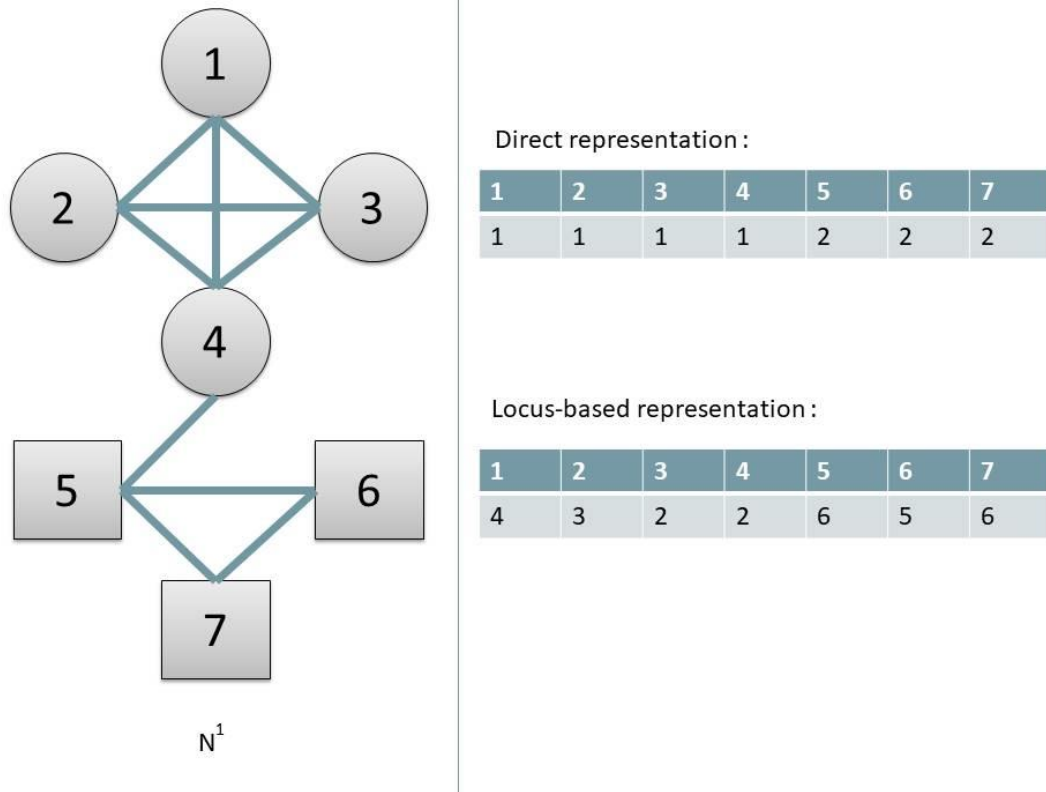 1
2 3
4
5 6
7
N1
Direct representation :
1 2 3 4 5 6 7
1 1 1 1 2 2 2
Locus-based representation :
1 2 3 4 5 6 7
4 3 2 2 6 5 6